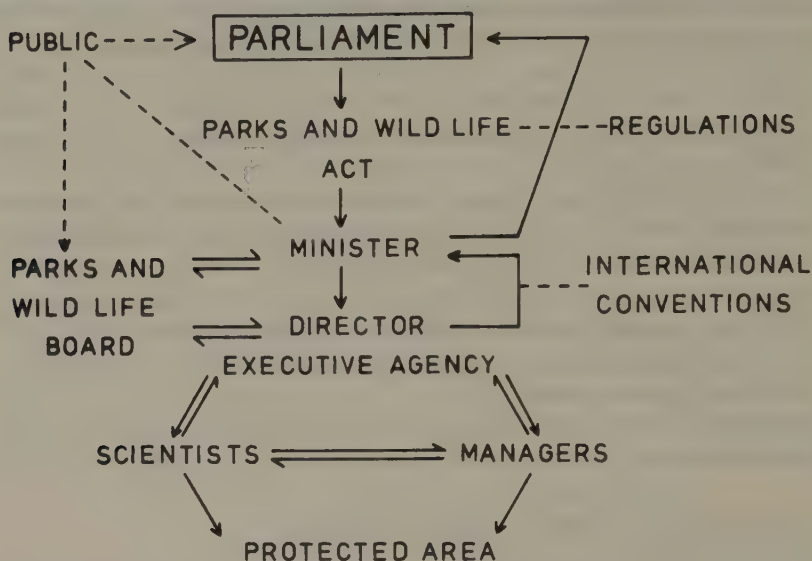 PUBLIC
PARLIAMENT
PARKS AND WILD LIFE
ACT
REGULATIONS
MINISTER
PARKS AND
WILD LIFE
BOARD
DIRECTOR
EXECUTIVE AGENCY
INTERNATIONAL
CONVENTIONS
SCIENTISTS
MANAGERS
PROTECTED AREA